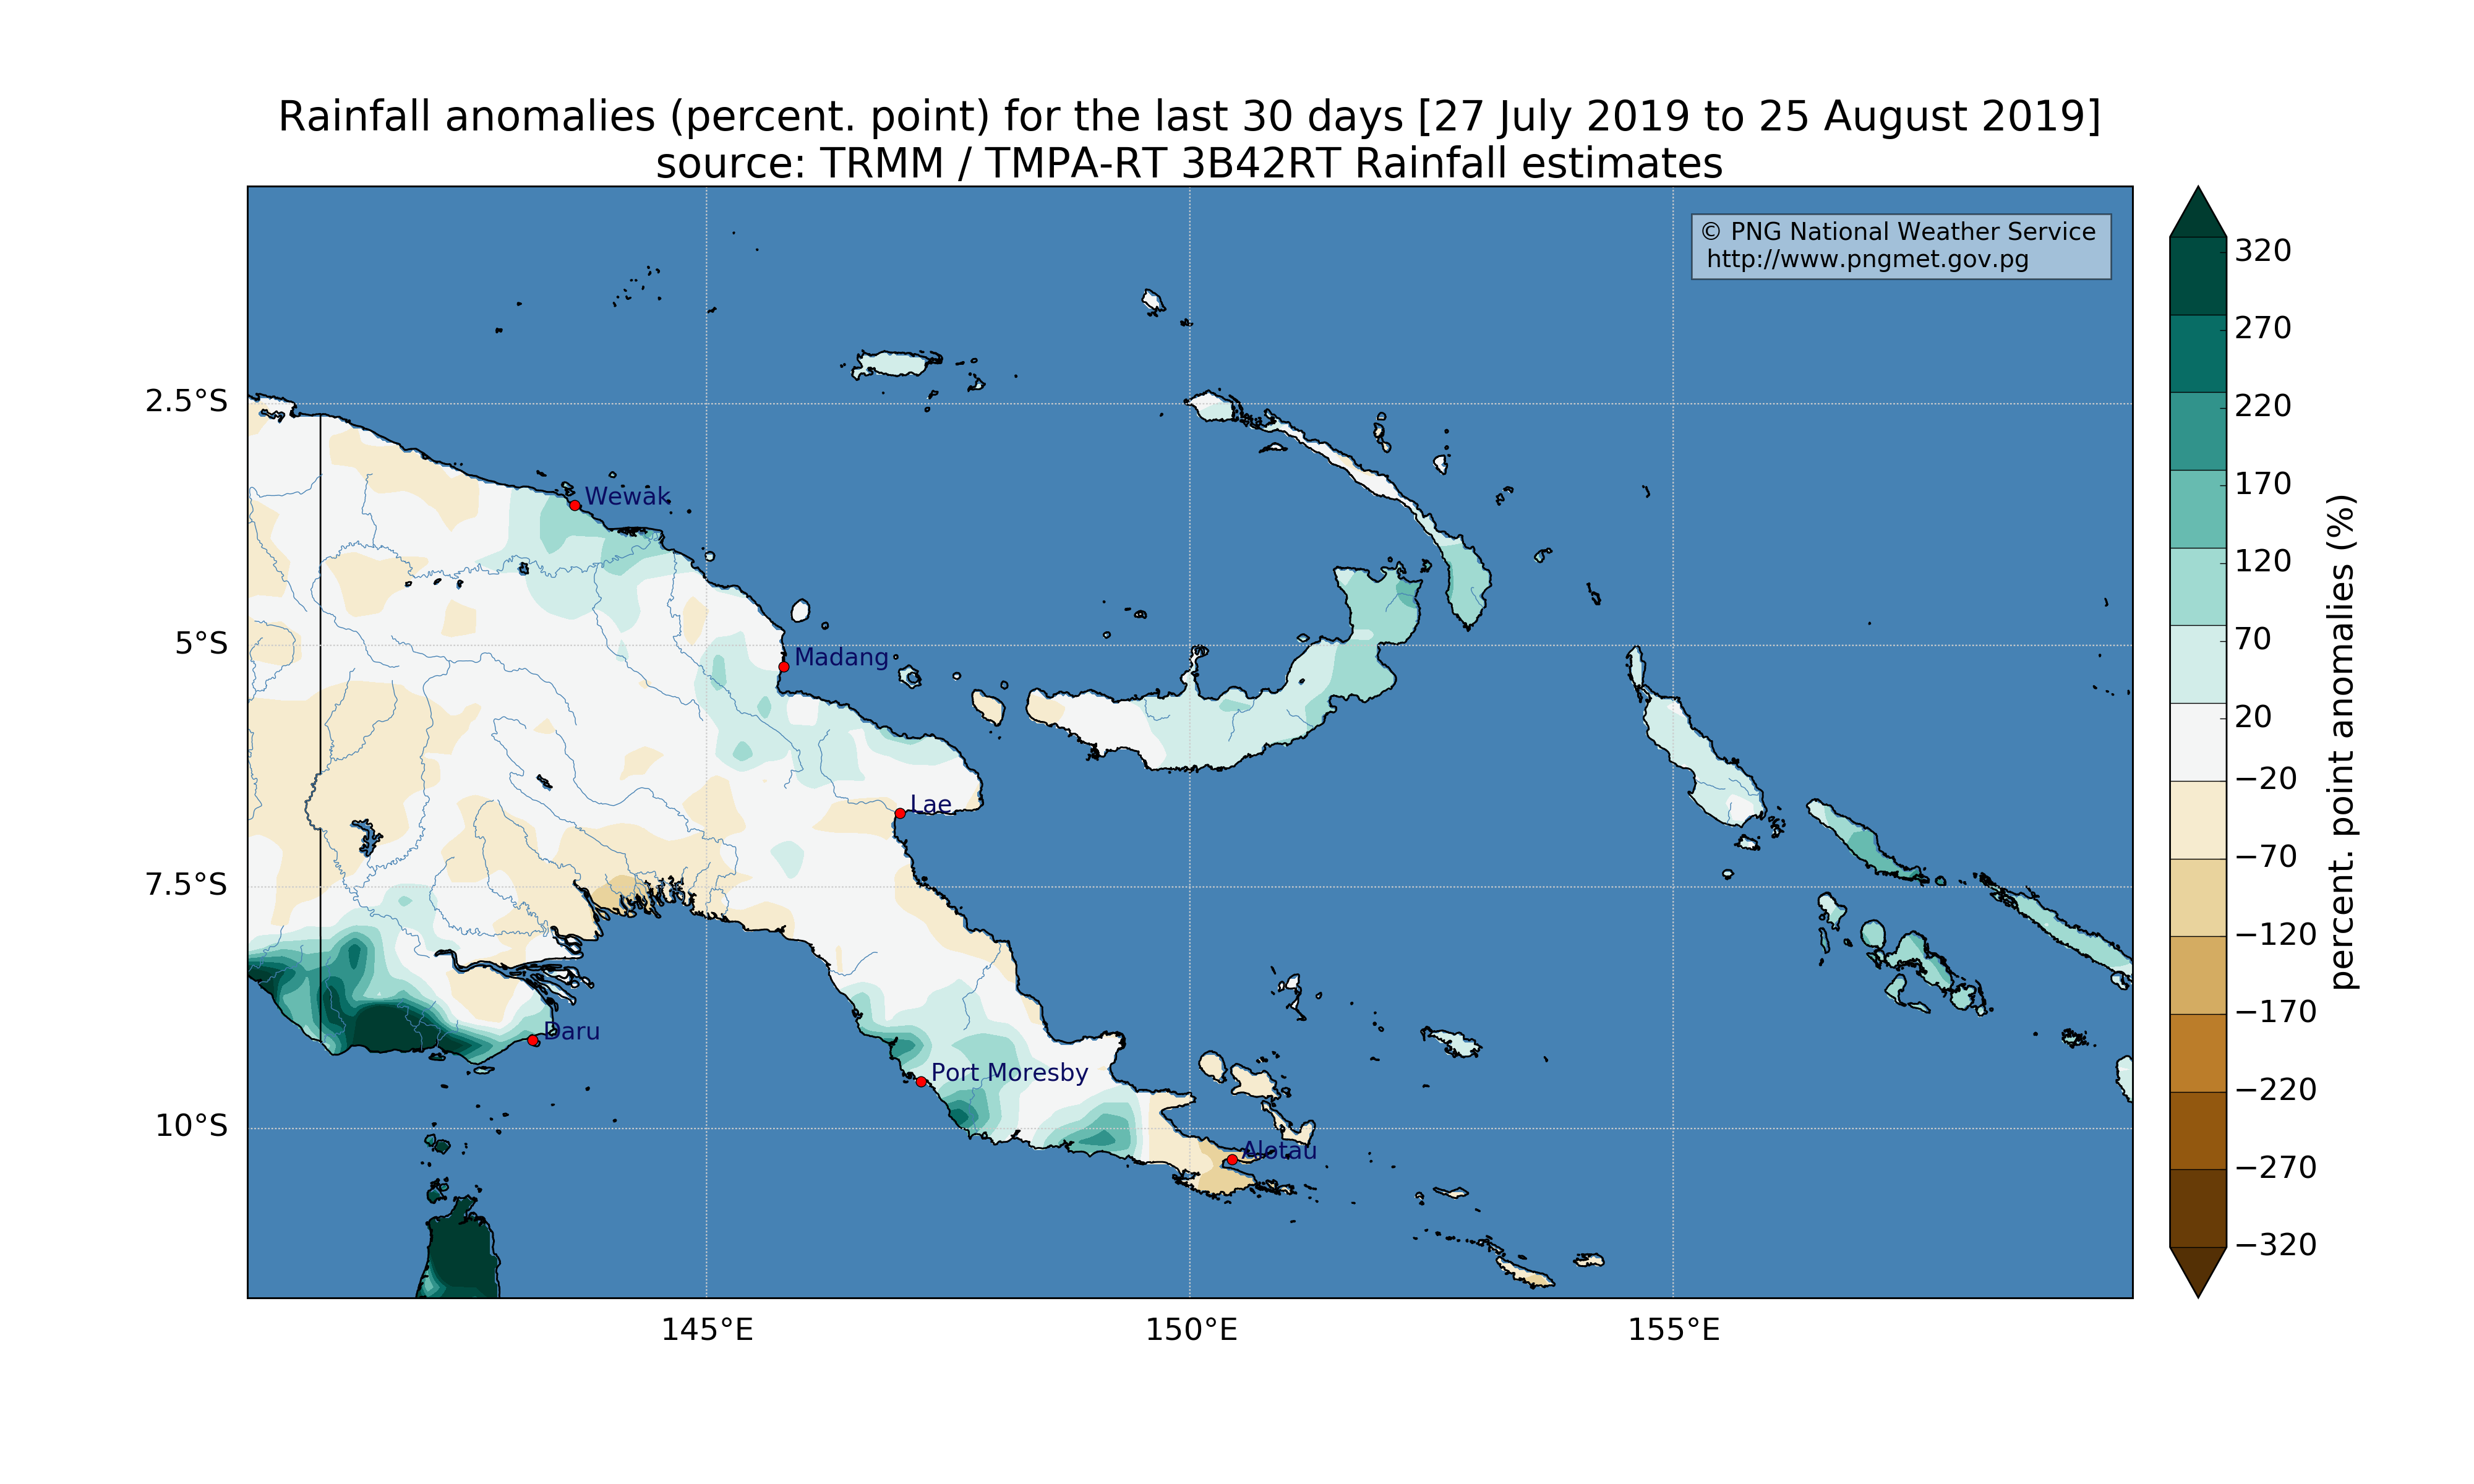 Rainfall anomalies (percent. point) for the last 30 days [27 July 2019 to 25 August 2019]
source: TRMM / TMPA-RT 3B42RT Rainfall estimates
© PNG National Weather Service
http://www.pngmet.gov.pg
2.5°S
5°S
7.5°S
10°S
Wewak
Madang
Lae
Daru
Port Moresby
Alotau
145°E
150°E
155°E
320
270
220
170
120
70
20
−20
−70
−120
−170
−220
−270
−320
percent. point anomalies (%)